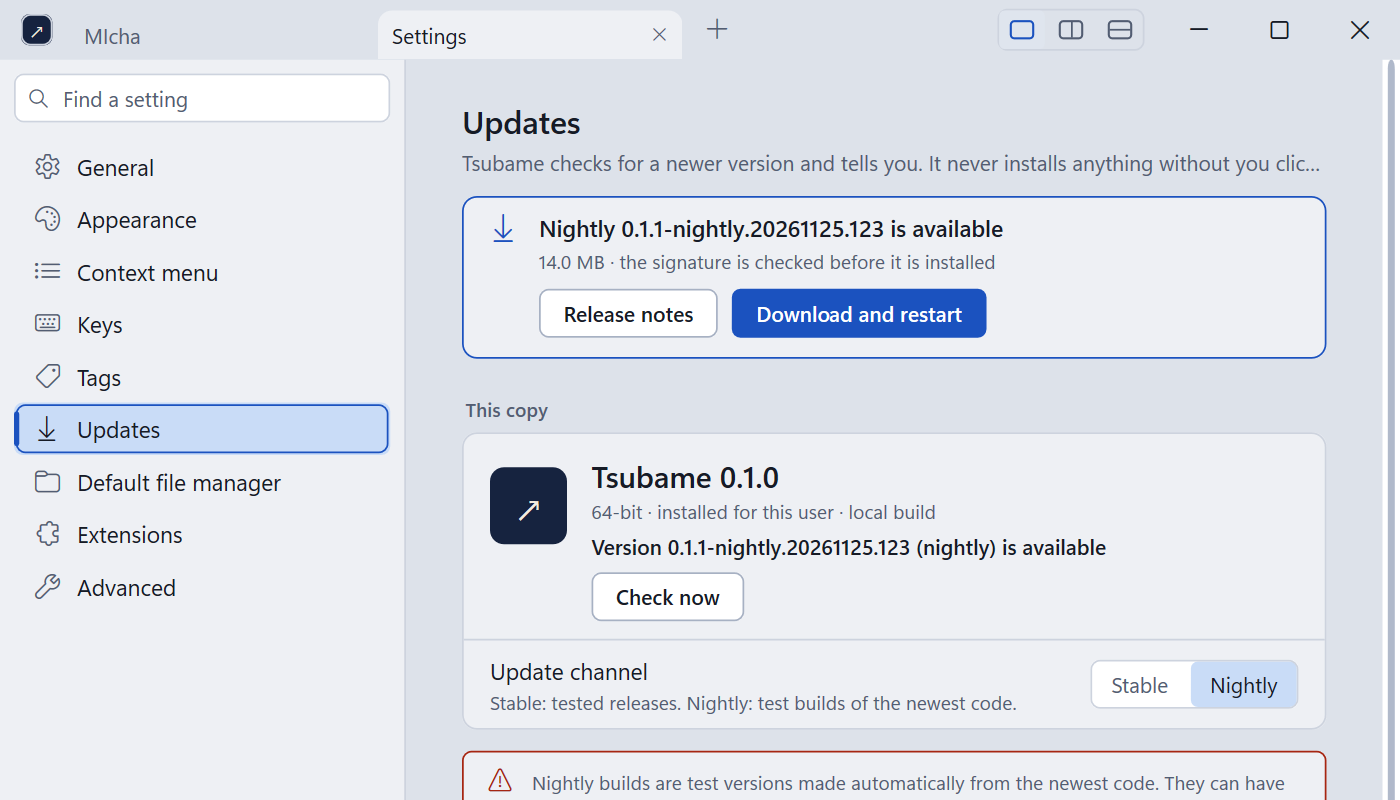 MIcha
Settings
Find a setting
General
Appearance
Context menu
Keys
Tags
Updates
Default file manager
Extensions
Advanced
Updates
Tsubame checks for a newer version and tells you. It never installs anything without you clic...
Nightly 0.1.1-nightly.20261125.123 is available
14.0 MB · the signature is checked before it is installed
Release notes
Download and restart
This copy
Tsubame 0.1.0
64-bit · installed for this user · local build
Version 0.1.1-nightly.20261125.123 (nightly) is available
Check now
Update channel
Stable: tested releases. Nightly: test builds of the newest code.
Stable
Nightly
Nightly builds are test versions made automatically from the newest code. They can have